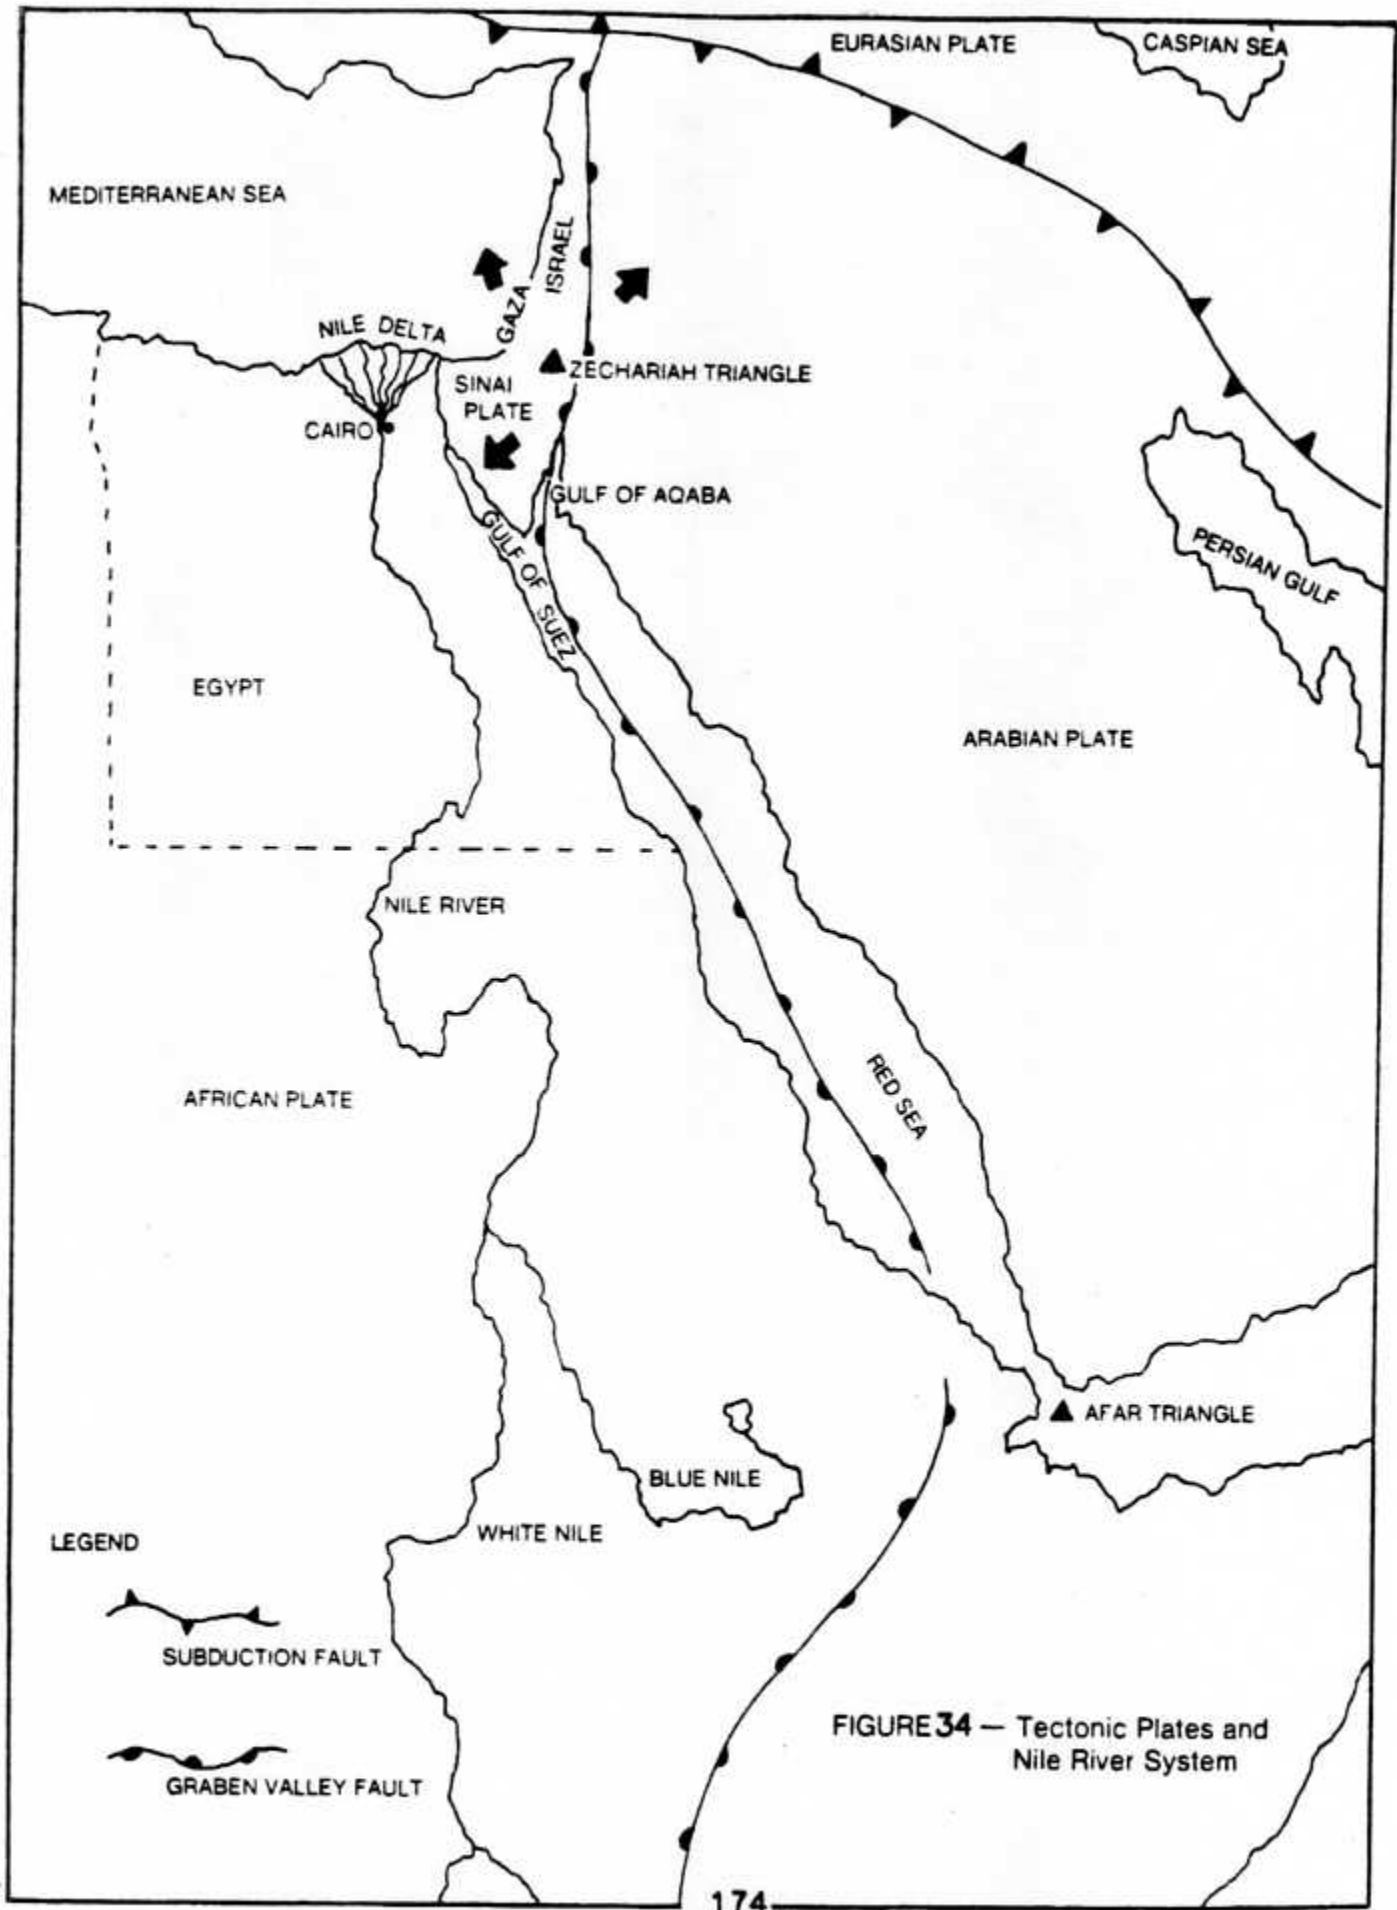 EURASIAN PLATE
CASPIAN SEA
MEDITERRANEAN SEA
ISRAEL
GAZA
NILE DELTA
ZECHARIAH TRIANGLE
SINAI
PLATE
CAIRO
GULF OF AQABA
GULF OF SUEZ
PERSIAN GULF
EGYPT
ARABIAN PLATE
NILE RIVER
RED SEA
AFRICAN PLATE
AFAR TRIANGLE
BLUE NILE
WHITE NILE
LEGEND
SUBDUCTION FAULT
GRABEN VALLEY FAULT
FIGURE 34 — Tectonic Plates and
Nile River System
174